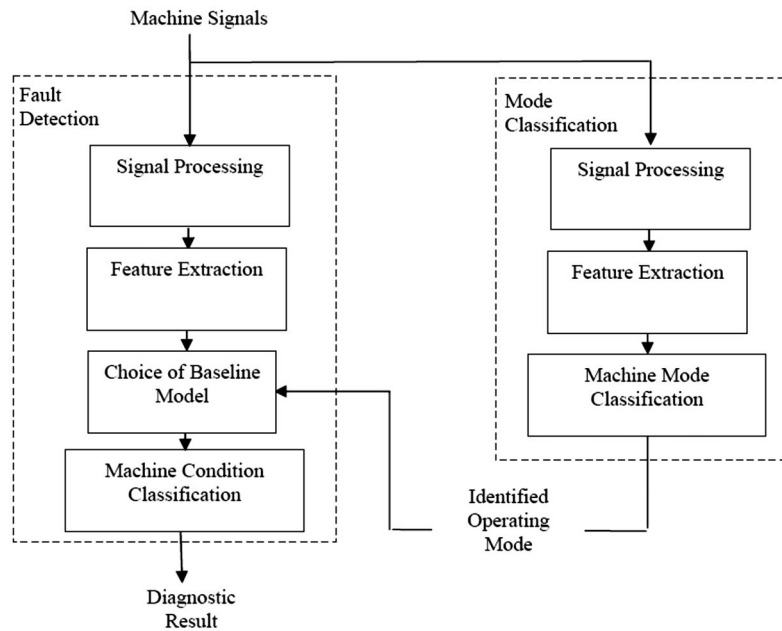 Machine Signals
Fault
Detection
Signal Processing
Feature Extraction
Choice of Baseline
Model
Machine Condition
Classification
Diagnostic
Result
Mode
Classification
Signal Processing
Feature Extraction
Machine Mode
Classification
Identified
Operating
Mode